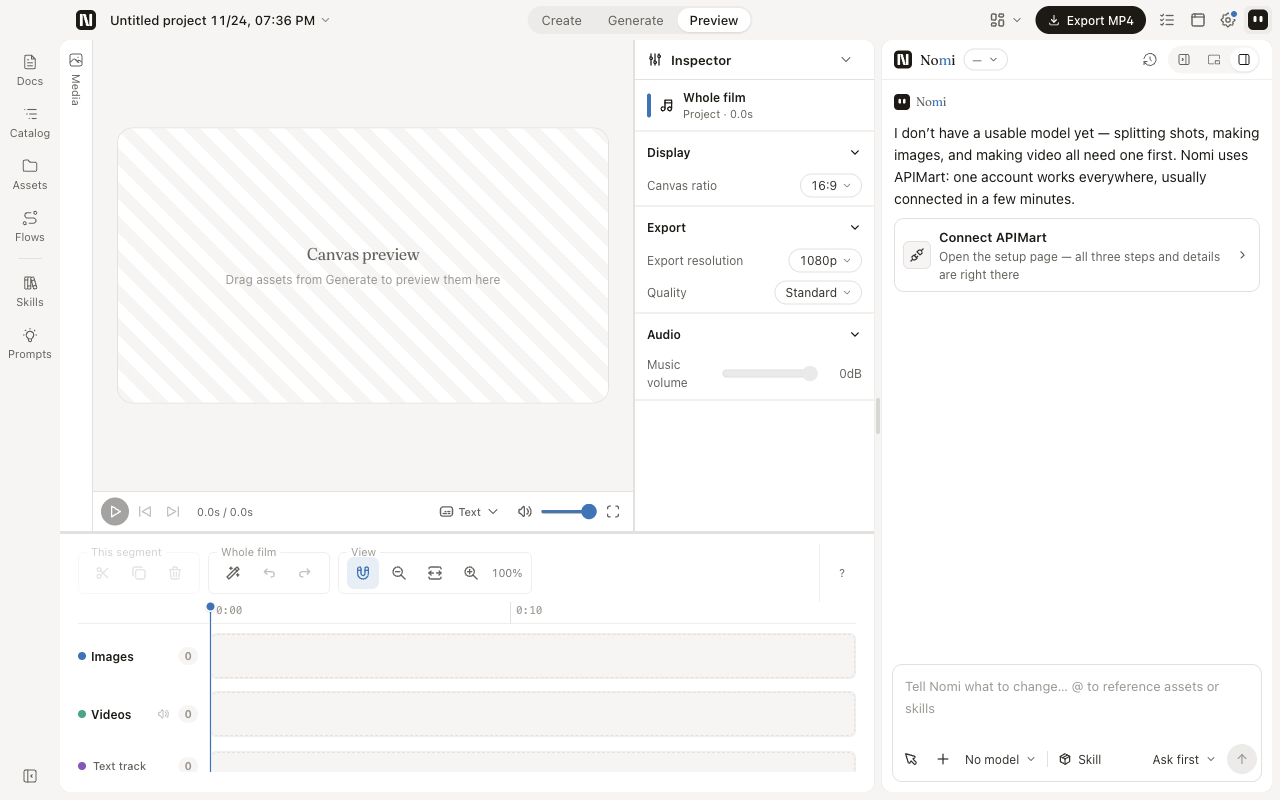 Untitled project 11/24, 07:36 PM
Create
Generate
Preview
Export MP4
Docs
Catalog
Assets
Flows
Skills
Prompts
Media
Canvas preview
Drag assets from Generate to preview them here
0.0s / 0.0s
Text
Inspector
Whole film
Project · 0.0s
Display
Canvas ratio
16:9
Export
Export resolution
1080p
Quality
Standard
Audio
Music
volume
0dB
This segment
Whole film
View
100%
?
0:00
0:10
Images
0
Videos
0
Text track
0
Nomi
—
Nomi
I don’t have a usable model yet — splitting shots, making
images, and making video all need one first. Nomi uses
APIMart: one account works everywhere, usually
connected in a few minutes.
Connect APIMart
Open the setup page — all three steps and details
are right there
Tell Nomi what to change… @ to reference assets or
skills
No model
Skill
Ask first